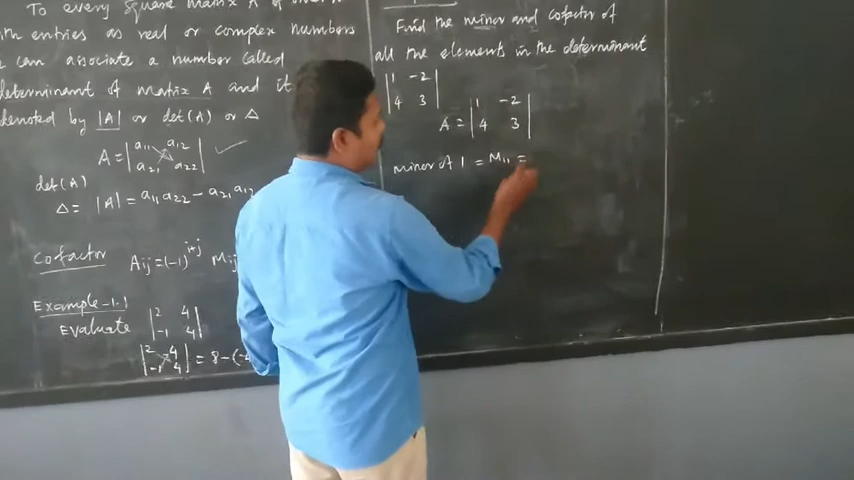 To every square matrix A of
with entries as real or complex numbers
can associate a number called
determinant of matrix A and it
denoted by |A| or det(A) or Δ
A = | a₁₁ a₁₂ |
| a₂₁ a₂₂ |
det(A)
Δ = |A| = a₁₁ a₂₂ − a₂₁ a₁₂
Cofactor Aij = (-1)^i+j Mij
Example-1.1
Evaluate | 2 4 |
| -1 4 |
| 2 4 |
| -1 4 | = 8 - (-4
Find the minor and cofactor of
all the elements in the determinant
| 1 -2 |
| 4 3 |
A = | 1 -2 |
| 4 3 |
minor of 1 = M₁₁ =